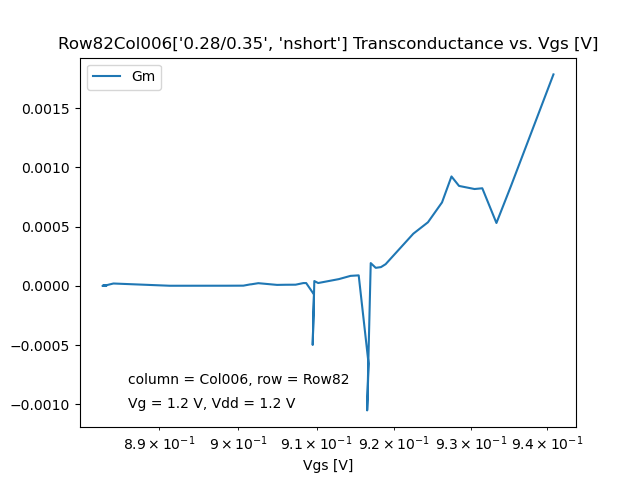 Row82Col006['0.28/0.35', 'nshort'] Transconductance vs. Vgs [V]
Gm
0.0015
0.0010
0.0005
0.0000
−0.0005
−0.0010
column = Col006, row = Row82
Vg = 1.2 V, Vdd = 1.2 V
8.9 × 10⁻¹ 9 × 10⁻¹ 9.1 × 10⁻¹ 9.2 × 10⁻¹ 9.3 × 10⁻¹ 9.4 × 10⁻¹
Vgs [V]